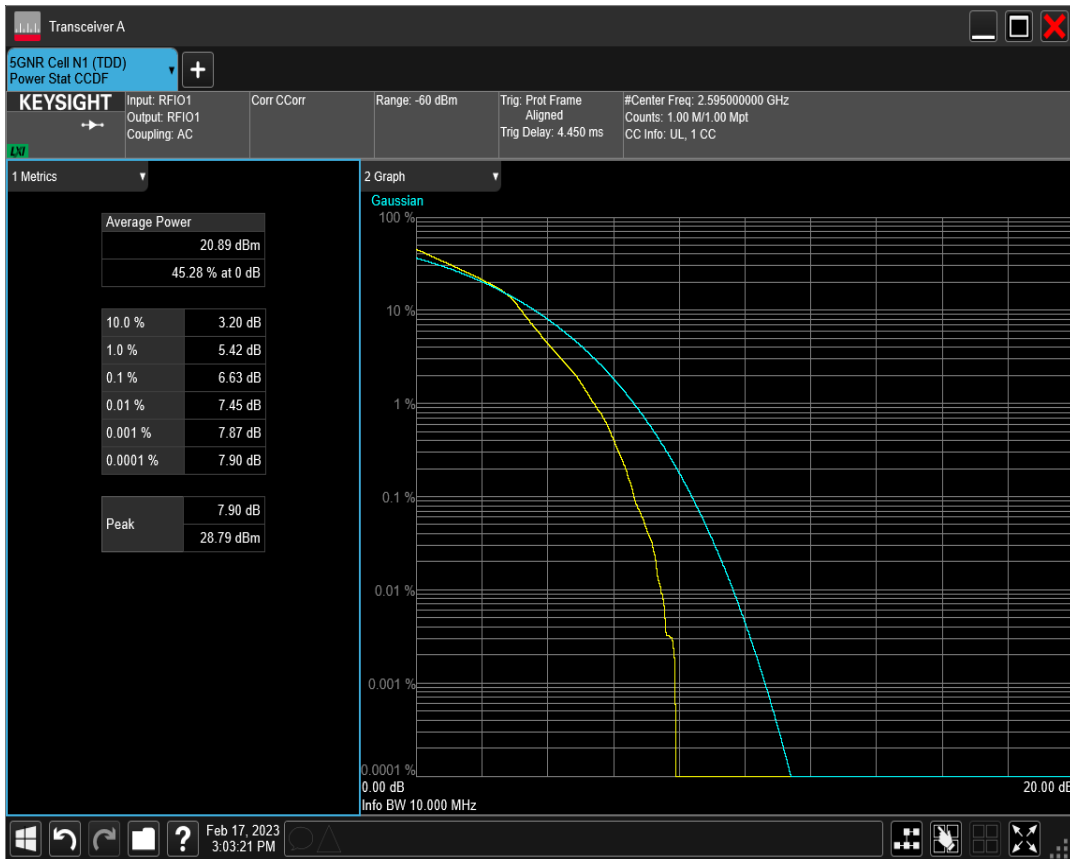 Transceiver A
5GNR Cell N1 (TDD)
Power Stat CCDF
KEYSIGHT
LXI
Input: RFIO1
Output: RFIO1
Coupling: AC
Corr CCorr
Range: -60 dBm
Trig: Prot Frame
Aligned
Trig Delay: 4.450 ms
#Center Freq: 2.595000000 GHz
Counts: 1.00 M/1.00 Mpt
CC Info: UL, 1 CC
1 Metrics
Average Power
20.89 dBm
45.28 % at 0 dB
10.0 % 3.20 dB
1.0 % 5.42 dB
0.1 % 6.63 dB
0.01 % 7.45 dB
0.001 % 7.87 dB
0.0001 % 7.90 dB
Peak 7.90 dB
28.79 dBm
2 Graph
Gaussian
100 %
10 %
1 %
0.1 %
0.01 %
0.001 %
0.0001 %
0.00 dB 20.00 dB
Info BW 10.000 MHz
? Feb 17, 2023
3:03:21 PM